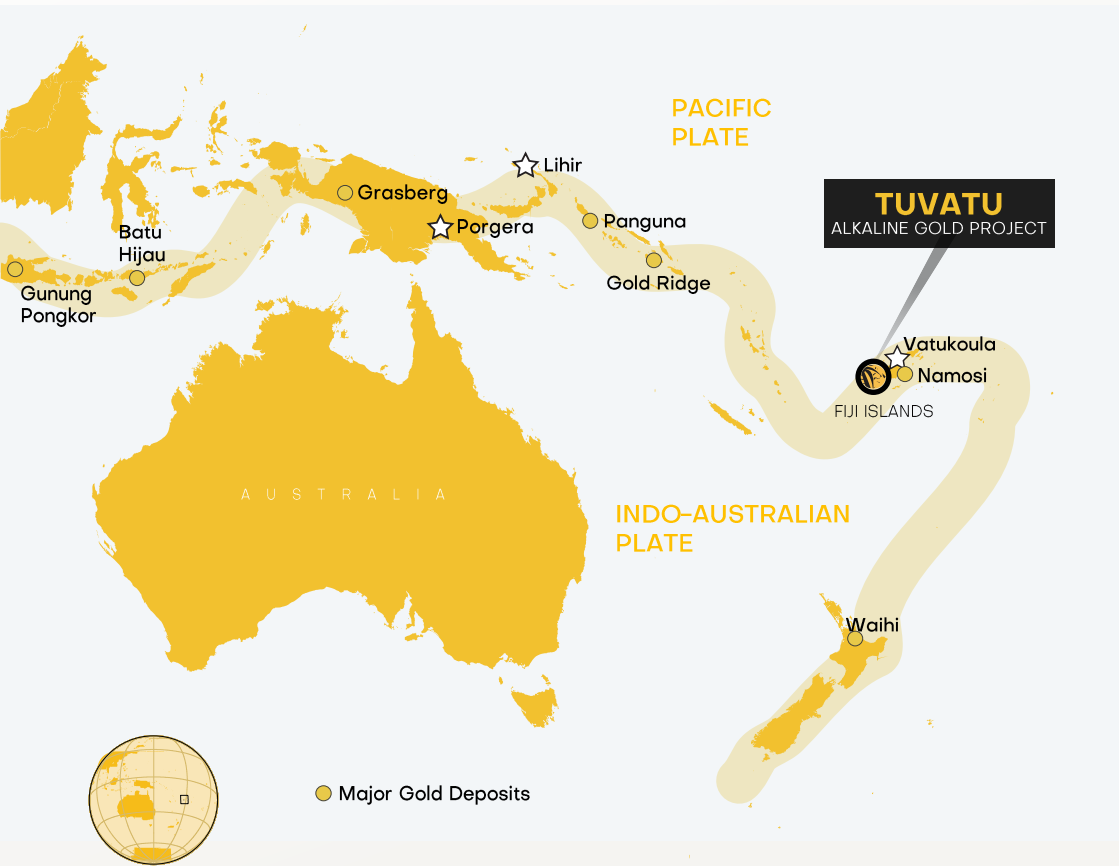 PACIFIC
PLATE
Lihir
TUVATU
ALKALINE GOLD PROJECT
Grasberg
Porgera
Panguna
Batu
Hijau
Gold Ridge
Gunung
Pongkor
Vatukoula
Namosi
FIJI ISLANDS
AUSTRALIA
INDO-AUSTRALIAN
PLATE
Waihi
Major Gold Deposits